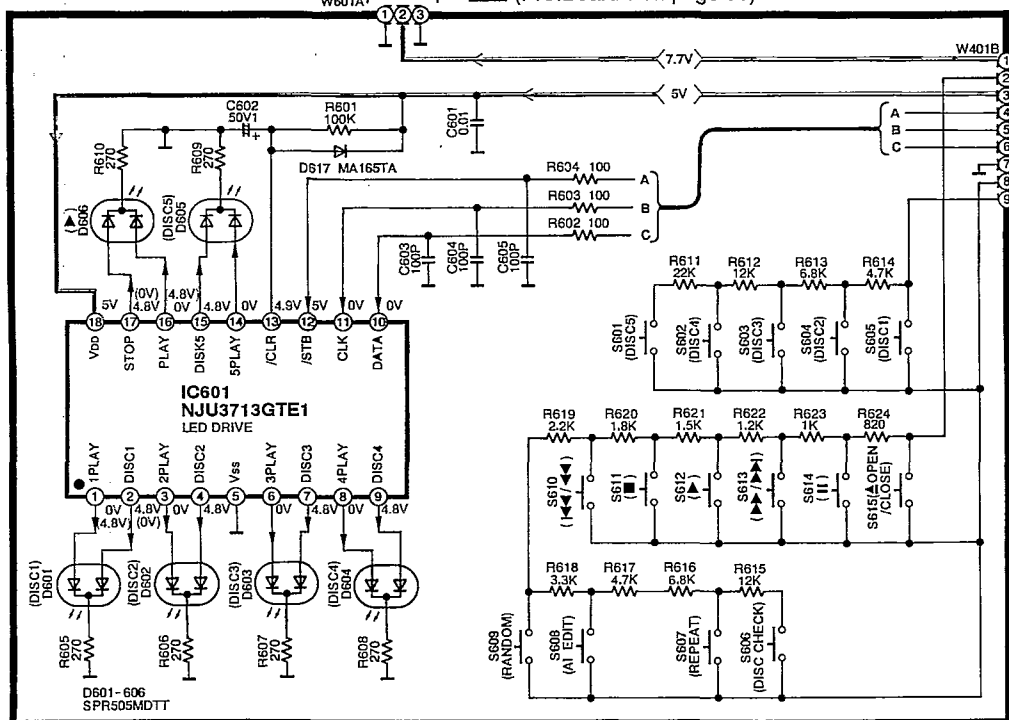 W601A
1 2 3
W401B
7.7V
5V
1
2
3
4
5
6
7
8
9
A
B
C
C602
50V1
+
R601
100K
C601
0.01
D617 MA165TA
R610
270
R609
270
(▲)
D606
(DISC5)
D605
R604 100 A
R603 100 B
R602 100 C
C603
100P
C604
100P
C605
100P
R611
22K
R612
12K
R613
6.8K
R614
4.7K
S601
(DISC5)
S602
(DISC4)
S603
(DISC3)
S604
(DISC2)
S605
(DISC1)
5V (0V) 4.8V 4.8V 0V 4.8V 0V 4.9V 5V 0V 0V
18 17 16 15 14 13 12 11 10
VDD STOP PLAY DISK5 5PLAY /CLR /STB CLK DATA
IC601
NJU3713GTE1
LED DRIVE
1PLAY DISC1 2PLAY DISC2 VSS 3PLAY DISC3 4PLAY DISC4
1 2 3 4 5 6 7 8 9
0V 4.8V 0V 4.8V 0V 4.8V 0V 4.8V
(4.8V) (0V)
R619
2.2K
R620
1.8K
R621
1.5K
R622
1.2K
R623
1K
R624
820
S610
S611
(■)
S612
(▲)
S613
S614
(II)
S615(▲OPEN
/CLOSE)
(DISC1)
D601
(DISC2)
D602
(DISC3)
D603
(DISC4)
D604
R618
3.3K
R617
4.7K
R616
6.8K
R615
12K
S609
(RANDOM)
S608
(AI EDIT)
S607
(REPEAT)
S606
(DISC CHECK)
R605
270
R606
270
R607
270
R608
270
D601-606
SPR505MDTT